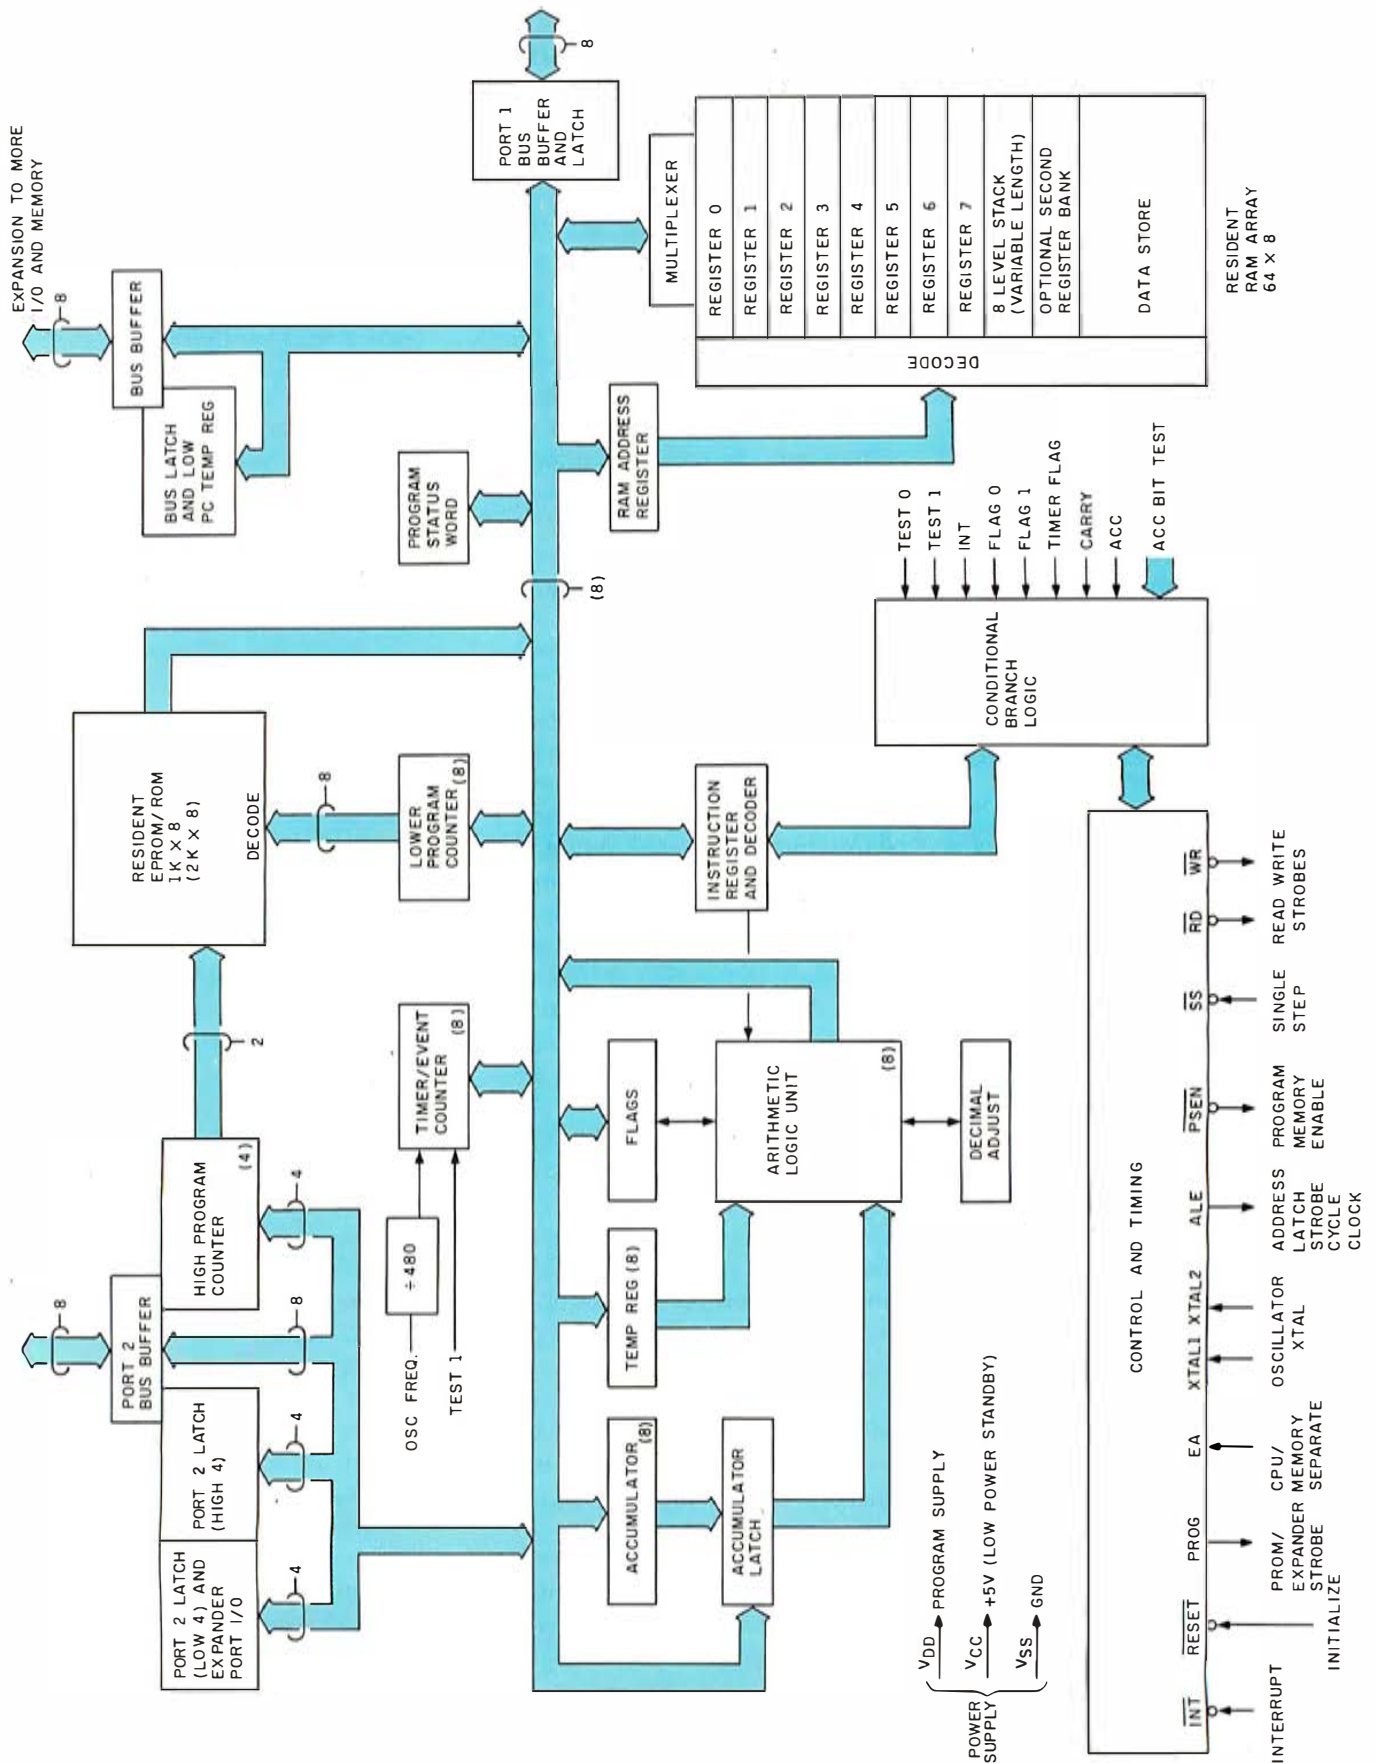 EXPANSION TO MORE
I/O AND MEMORY
8
BUS BUFFER
BUS LATCH
AND LOW
PC TEMP REG
PORT 1
BUS
BUFFER
AND
LATCH
8
PROGRAM
STATUS
WORD
RAM ADDRESS
REGISTER
MULTIPLEXER
REGISTER 0
REGISTER 1
REGISTER 2
REGISTER 3
REGISTER 4
REGISTER 5
REGISTER 6
REGISTER 7
8 LEVEL STACK
(VARIABLE LENGTH)
OPTIONAL SECOND
REGISTER BANK
DATA STORE
DECODE
RESIDENT
RAM ARRAY
64 × 8
(8)
RESIDENT
EPROM/ROM
1K X 8
(2K X 8)
DECODE
8
LOWER
PROGRAM
COUNTER (8)
2
HIGH PROGRAM
COUNTER
(4)
PORT 2
BUS BUFFER
8
PORT 2 LATCH
(HIGH 4)
PORT 2 LATCH
(LOW 4) AND
EXPANDER
PORT I/O
4
4
8
4
TIMER/EVENT
COUNTER
(8)
÷480
OSC FREQ.
TEST 1
INSTRUCTION
REGISTER
AND DECODER
CONDITIONAL
BRANCH
LOGIC
TEST 0
TEST 1
INT
FLAG 0
FLAG 1
TIMER FLAG
CARRY
ACC
ACC BIT TEST
FLAGS
ARITHMETIC
LOGIC UNIT
(8)
DECIMAL
ADJUST
TEMP REG (8)
ACCUMULATOR
(8)
ACCUMULATOR
LATCH
POWER
SUPPLY
VDD PROGRAM SUPPLY
VCC +5V (LOW POWER STANDBY)
VSS GND
CONTROL AND TIMING
INT RESET PROG EA XTAL1 XTAL2 ALE PSEN SS RD WR
INTERRUPT
INITIALIZE
PROM/
EXPANDER
STROBE
CPU/
MEMORY
SEPARATE
OSCILLATOR
XTAL
ADDRESS
LATCH
STROBE
CYCLE
CLOCK
PROGRAM
MEMORY
ENABLE
SINGLE
STEP
READ WRITE
STROBES